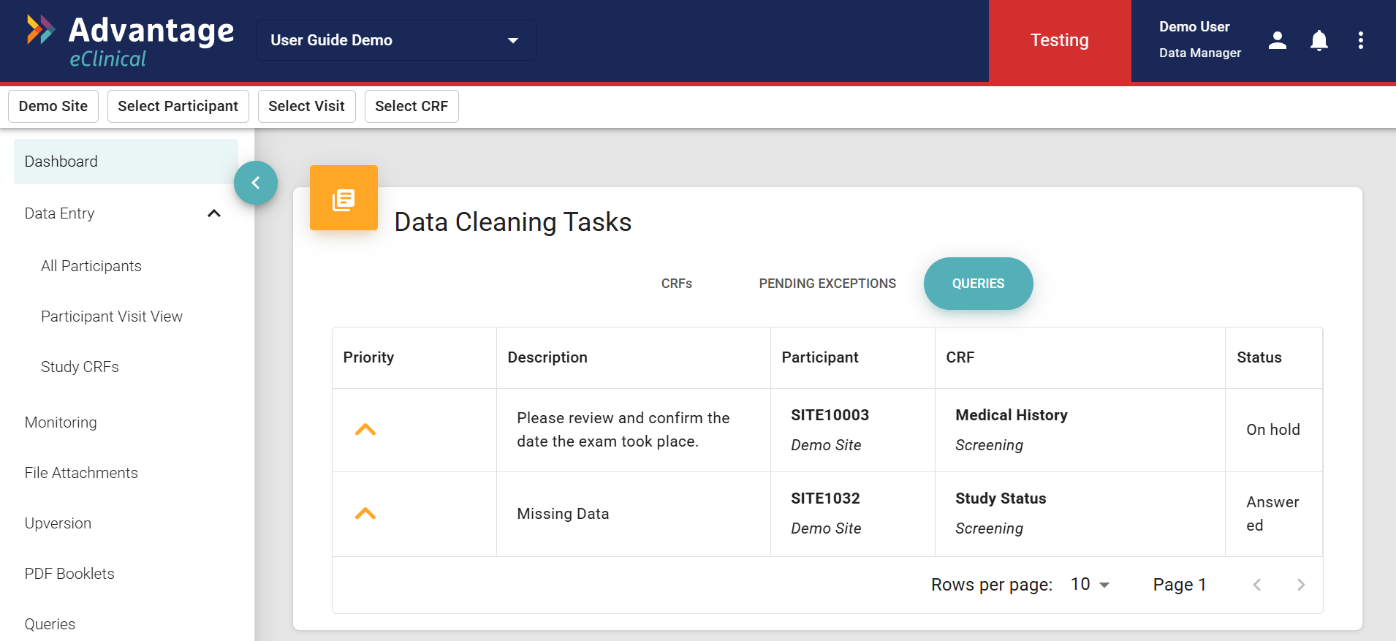 Advantage
eClinical
User Guide Demo
Testing
Demo User
Data Manager
Demo Site
Select Participant
Select Visit
Select CRF
Dashboard
Data Entry
All Participants
Participant Visit View
Study CRFs
Monitoring
File Attachments
Upversion
PDF Booklets
Queries
Data Cleaning Tasks
CRFs
PENDING EXCEPTIONS
QUERIES
Priority
Description
Participant
CRF
Status
Please review and confirm the
date the exam took place.
SITE10003
Demo Site
Medical History
Screening
On hold
Missing Data
SITE1032
Demo Site
Study Status
Screening
Answer
ed
Rows per page: 10
Page 1